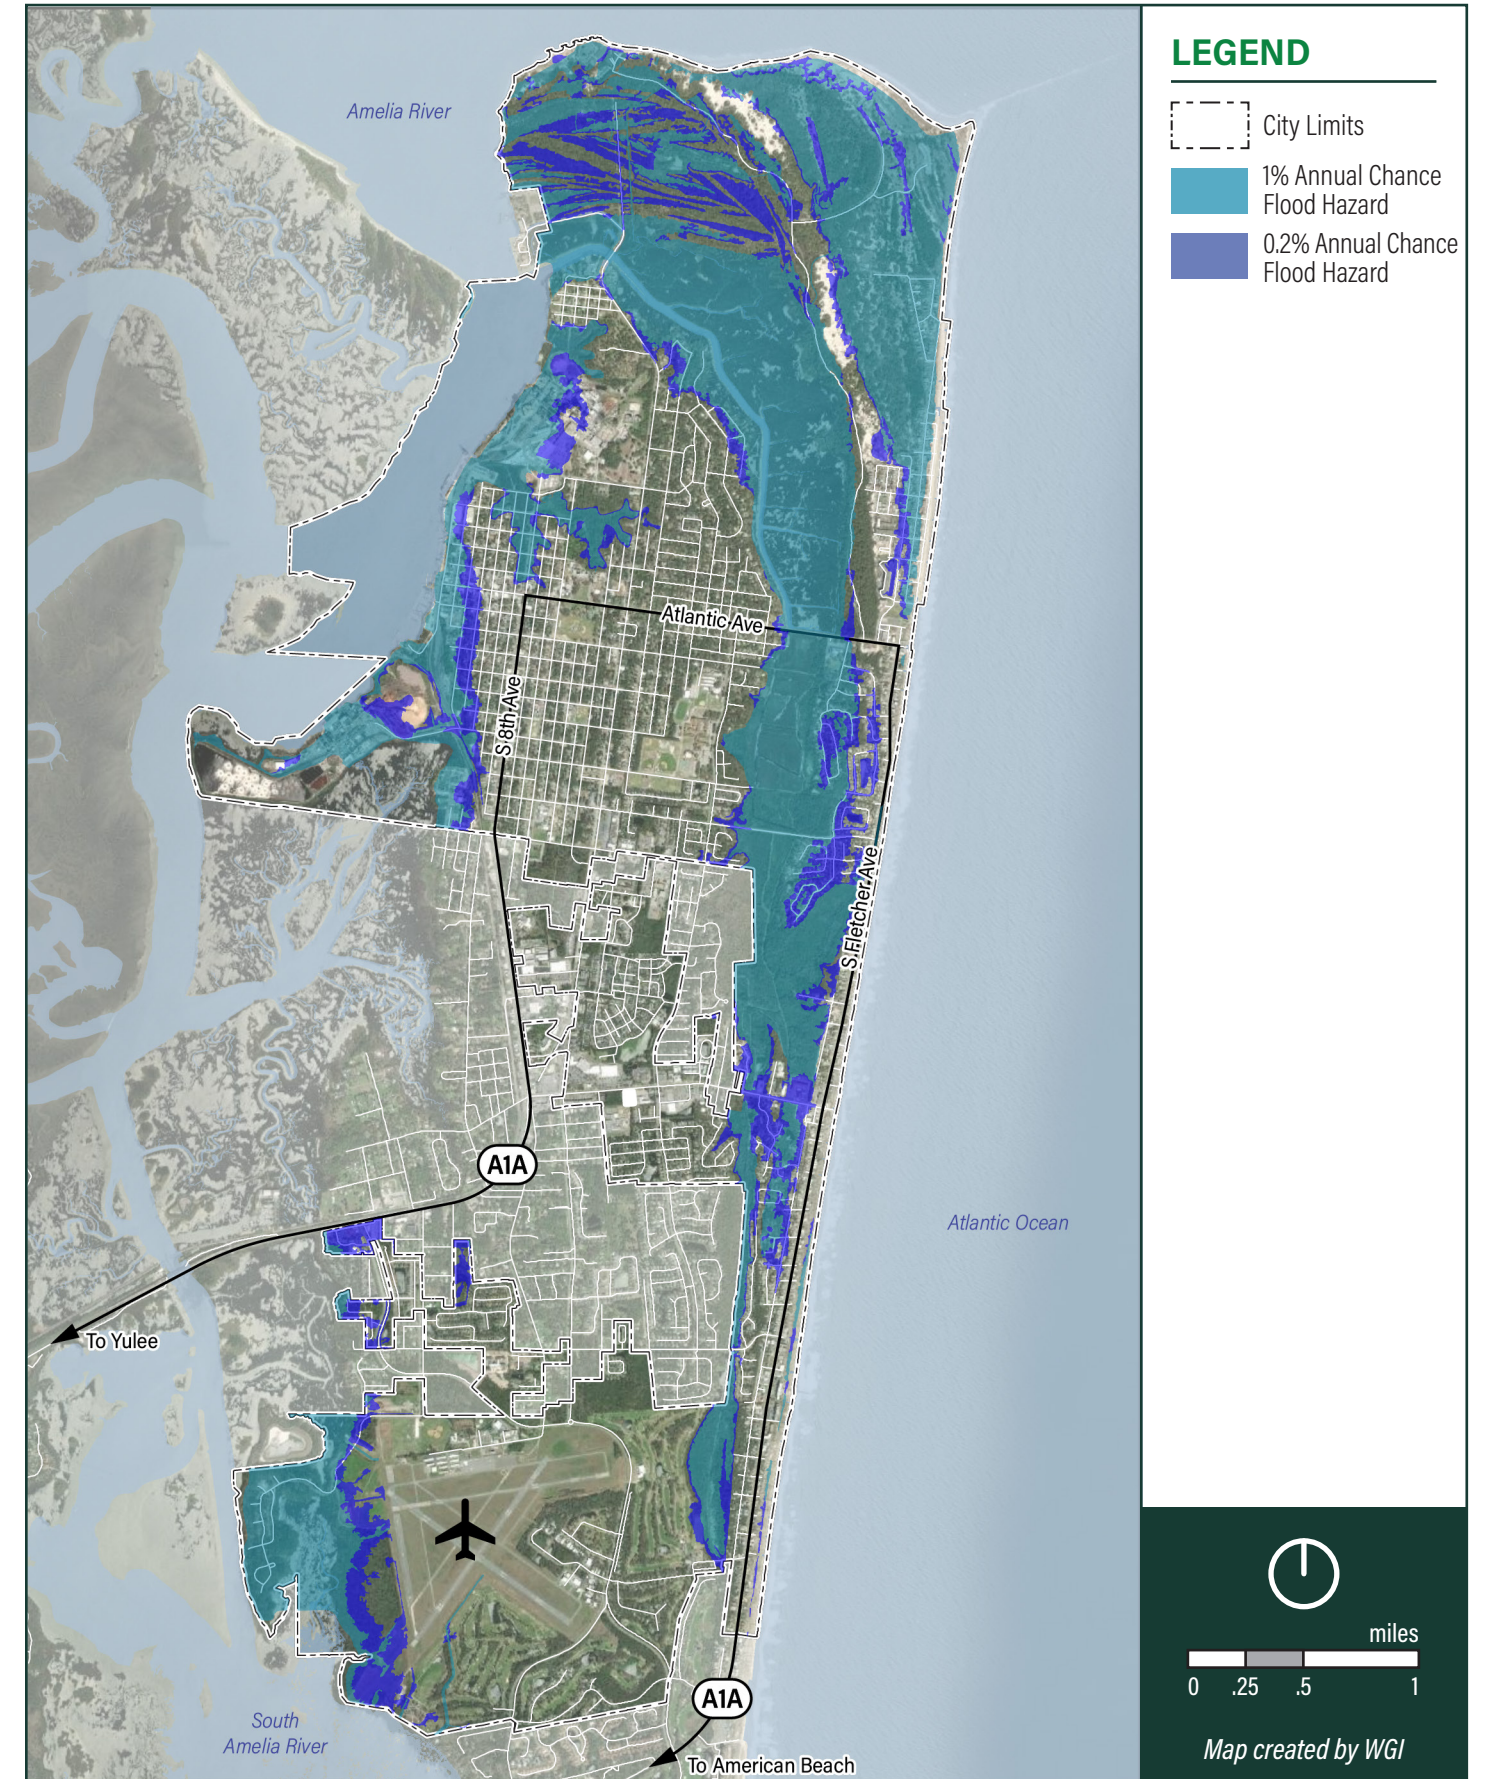 LEGEND
City Limits
1% Annual Chance
Flood Hazard
0.2% Annual Chance
Flood Hazard
Amelia River
Atlantic Ave
S 8th Ave
S Fletcher Ave
A1A
Atlantic Ocean
To Yulee
South
Amelia River
A1A
To American Beach
miles
0 .25 .5 1
Map created by WGI